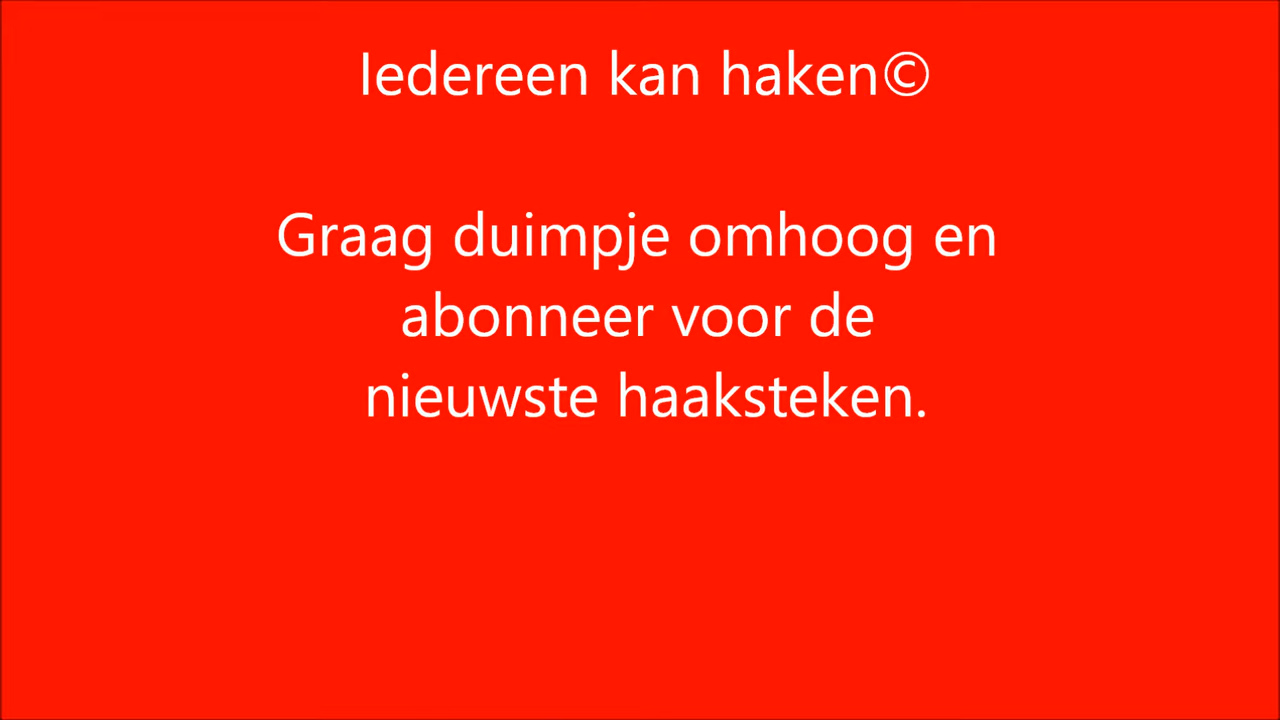 Iedereen kan haken©
Graag duimpje omhoog en
abonneer voor de
nieuwste haaksteken.